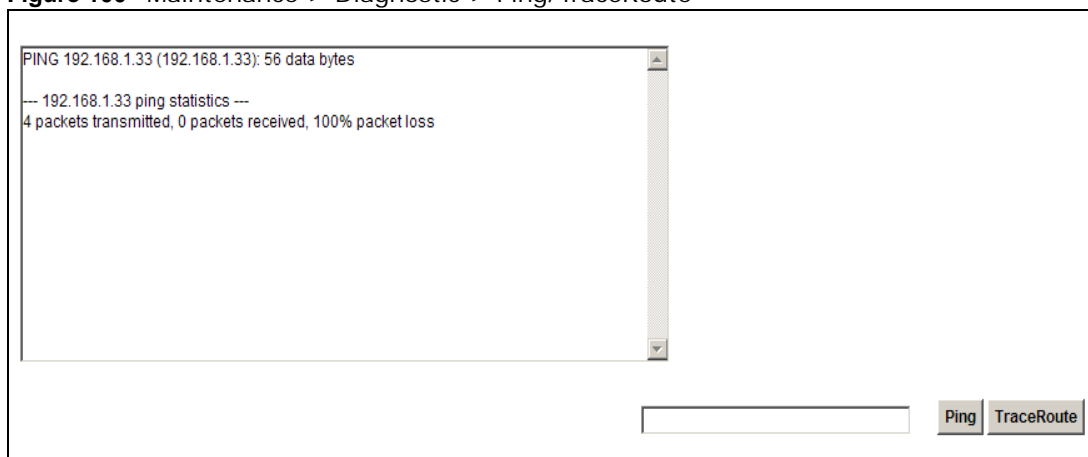 Maintenance > Diagnostic > Ping/TraceRoute
PING 192.168.1.33 (192.168.1.33): 56 data bytes
--- 192.168.1.33 ping statistics ---
4 packets transmitted, 0 packets received, 100% packet loss
Ping TraceRoute